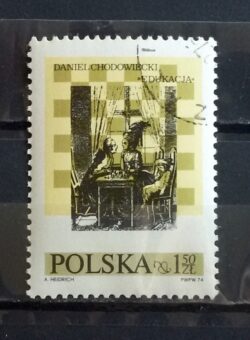 DANIEL CHODOWIECKI
"EDUKACJA"
POLSKA 1 50 ZŁ
A. HEIDRICH PWPW 74